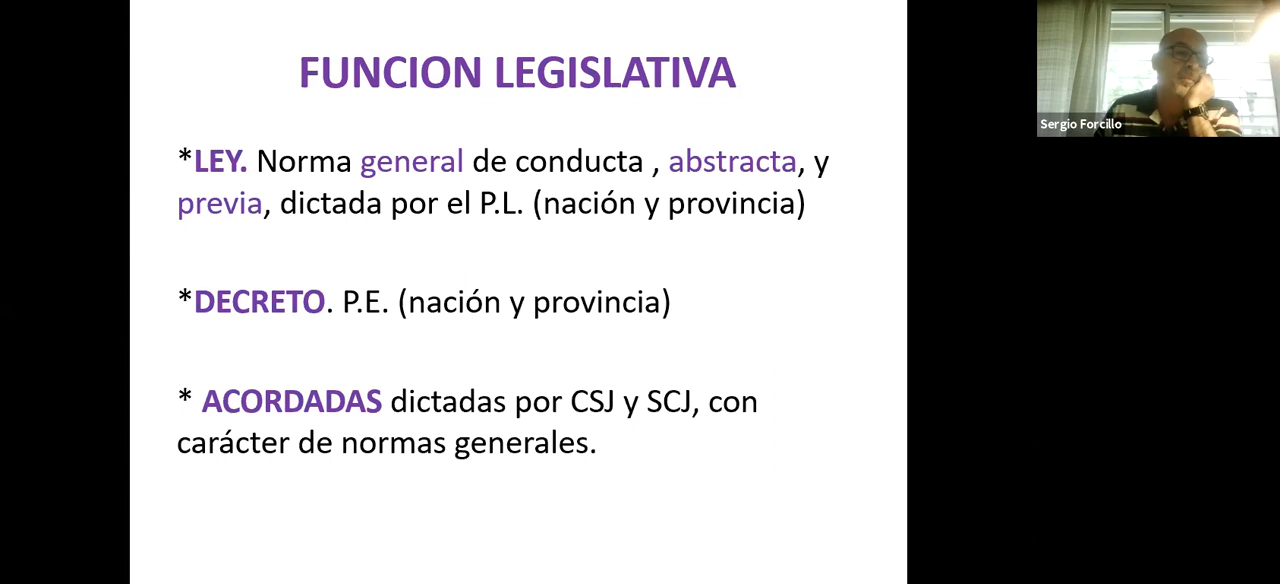 FUNCION LEGISLATIVA
*LEY. Norma general de conducta , abstracta, y
previa, dictada por el P.L. (nación y provincia)
*DECRETO. P.E. (nación y provincia)
* ACORDADAS dictadas por CSJ y SCJ, con
carácter de normas generales.
Sergio Forcillo